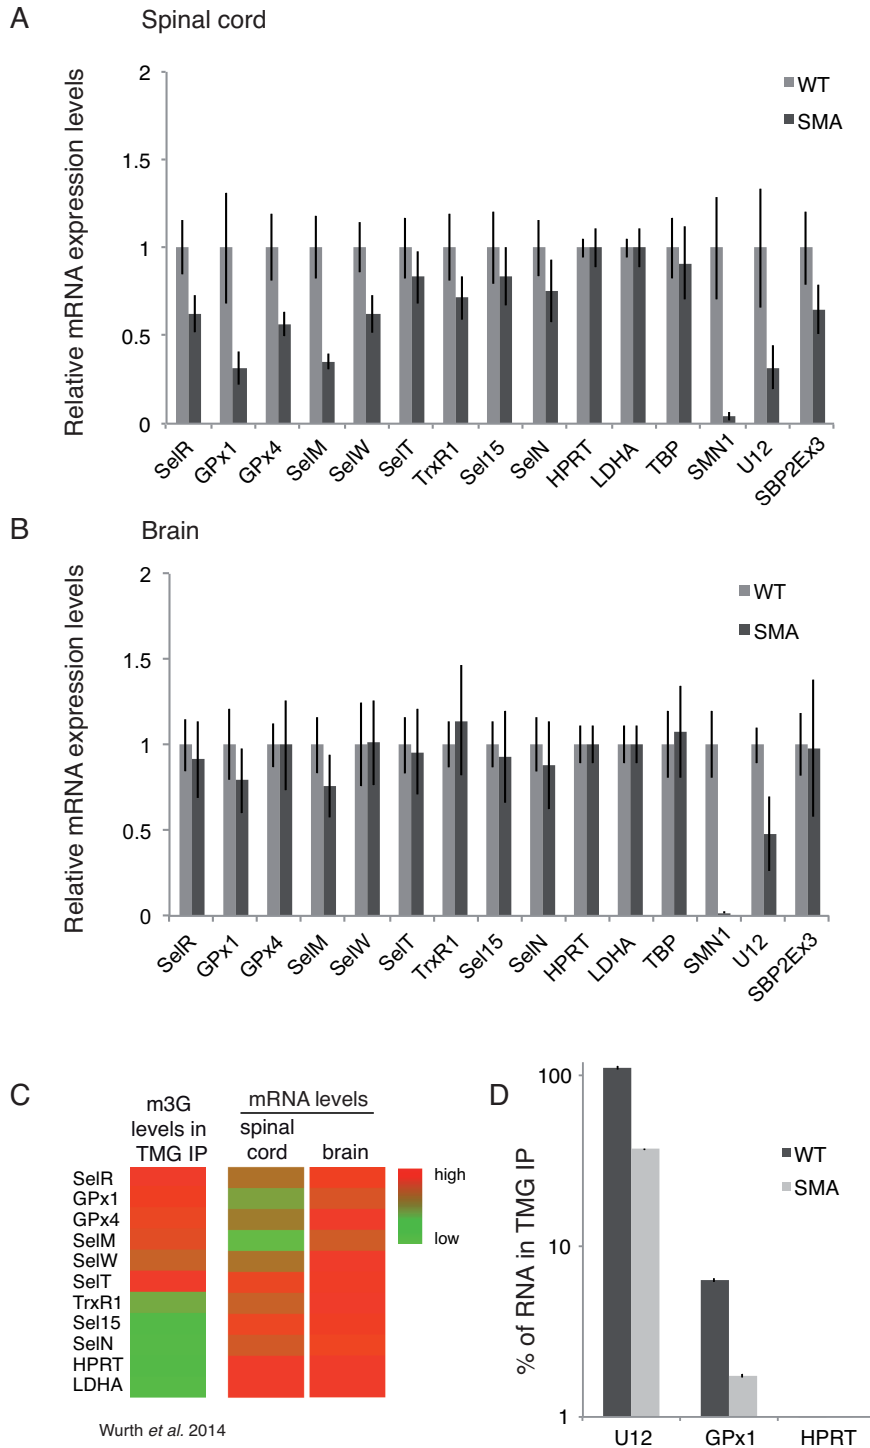 A Spinal cord
Relative mRNA expression levels
2
1.5
1
0.5
0
WT
SMA
SelR GPx1 GPx4 SelM SelW SelT TrxR1 Sel15 SelN HPRT LDHA TBP SMN1 U12 SBP2Ex3
B Brain
Relative mRNA expression levels
2
1.5
1
0.5
0
WT
SMA
SelR GPx1 GPx4 SelM SelW SelT TrxR1 Sel15 SelN HPRT LDHA TBP SMN1 U12 SBP2Ex3
C
m3G
levels in
TMG IP
mRNA levels
spinal
cord
brain
SelR
GPx1
GPx4
SelM
SelW
SelT
TrxR1
Sel15
SelN
HPRT
LDHA
high
low
Wurth et al. 2014
D
% of RNA in TMG IP
100
10
1
WT
SMA
U12 GPx1 HPRT